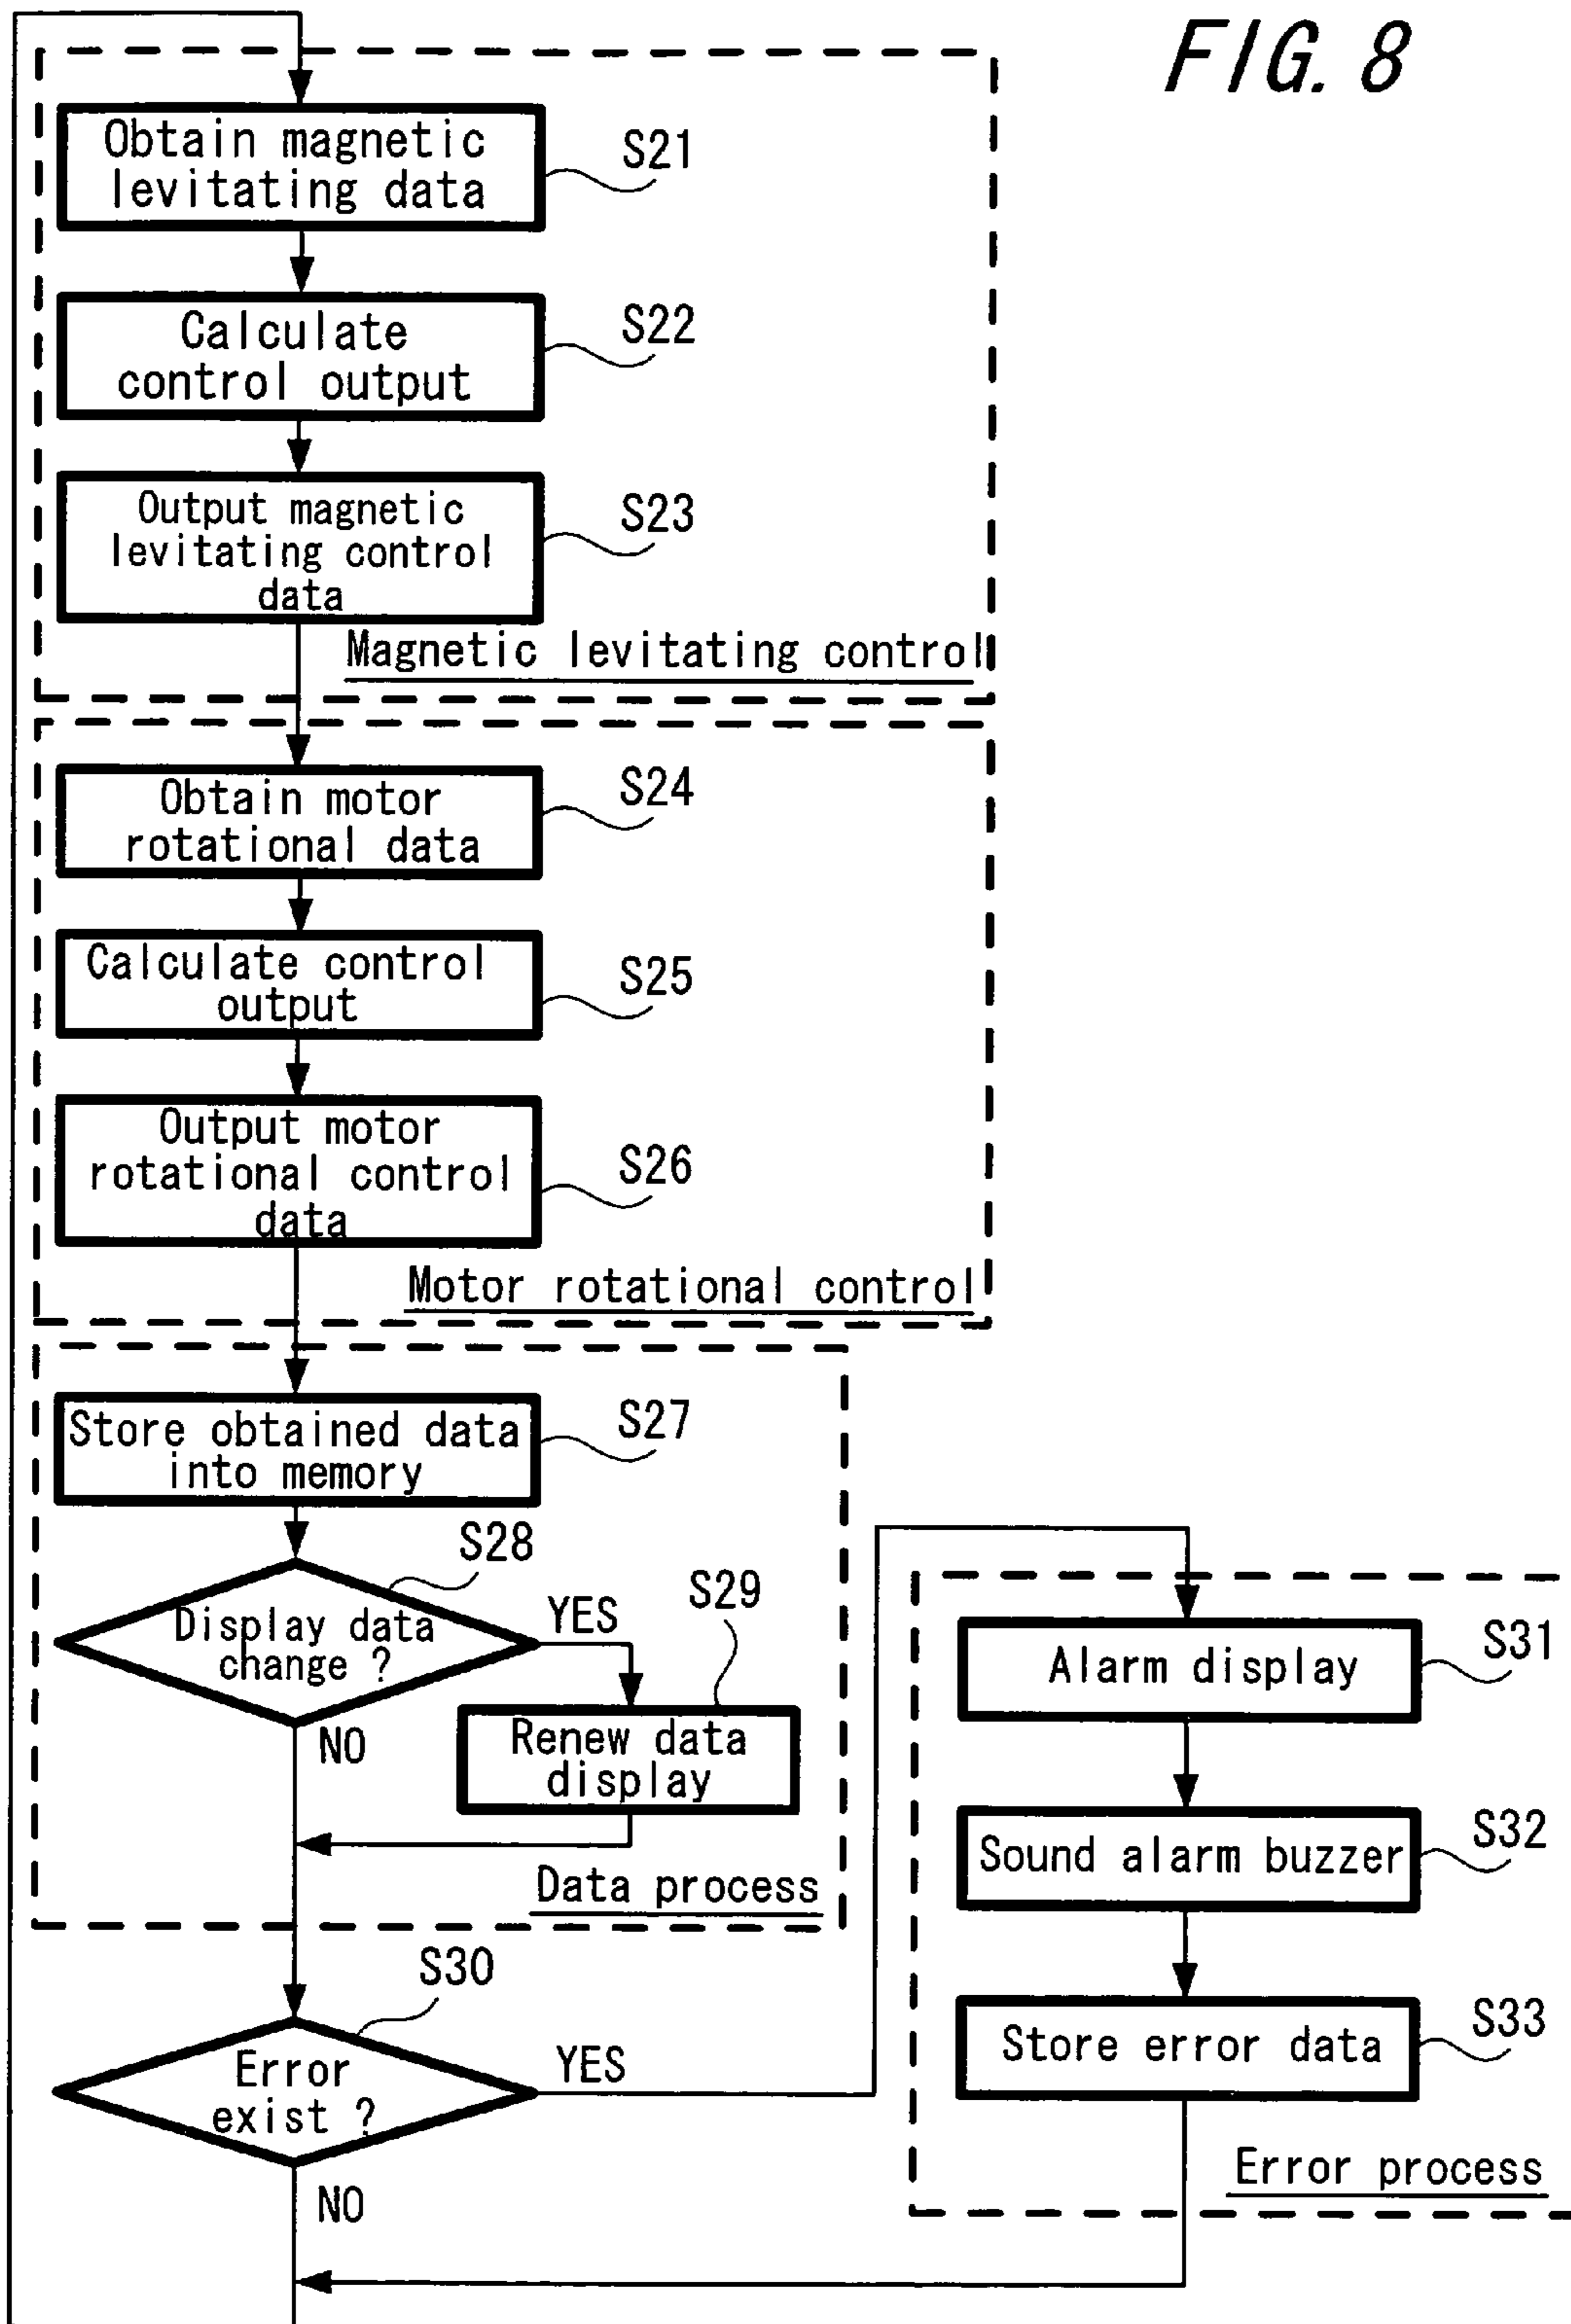 FIG. 8
Obtain magnetic
levitating data
S21
Calculate
control output
S22
Output magnetic
levitating control
data
S23
Magnetic levitating control
Obtain motor
rotational data
S24
Calculate control
output
S25
Output motor
rotational control
data
S26
Motor rotational control
Store obtained data
into memory
S27
S28
Display data
change ?
YES
NO
S29
Renew data
display
Data process
S30
Error
exist ?
YES
NO
Alarm display
S31
Sound alarm buzzer
S32
Store error data
S33
Error process